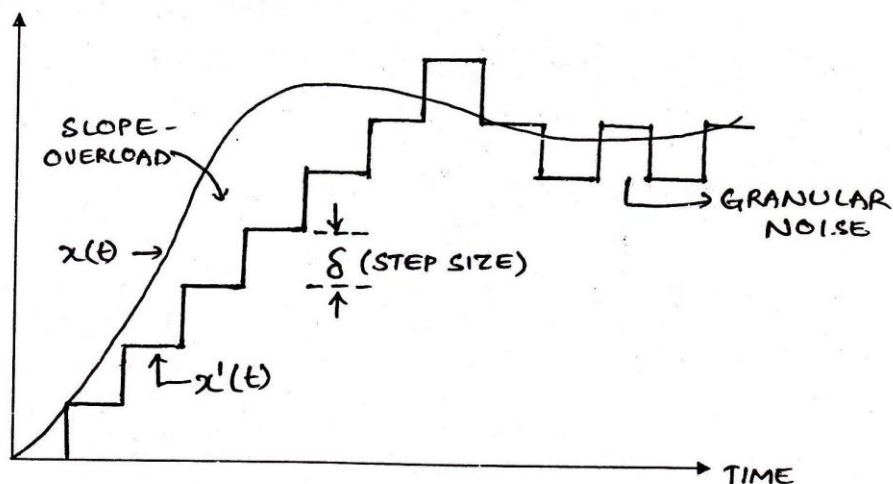 SLOPE-
OVERLOAD
x(t)
δ (STEP SIZE)
x'(t)
GRANULAR
NOISE
TIME